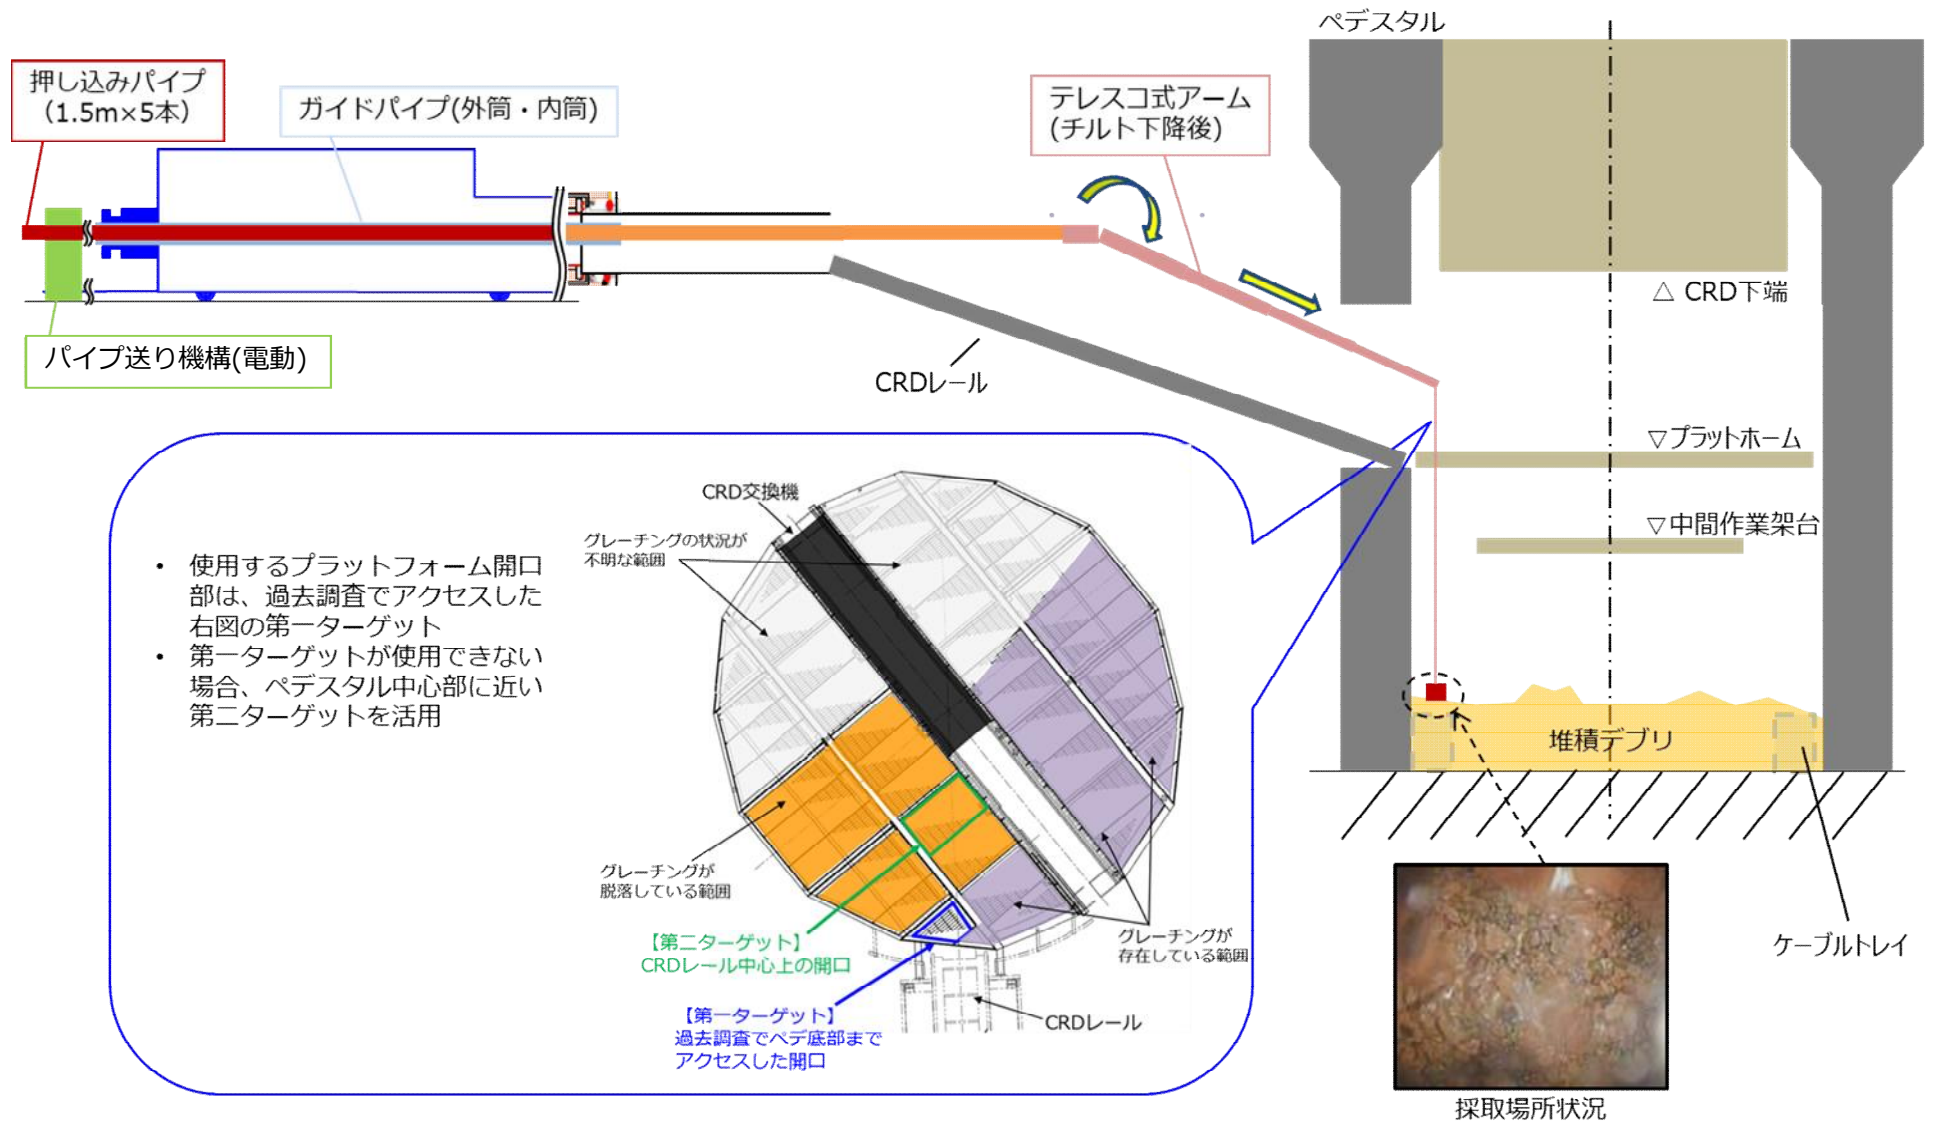 ペデスタル
押し込みパイプ
（1.5m×5本）
ガイドパイプ(外筒・内筒)
テレスコ式アーム
(チルト下降後)
△ CRD下端
パイプ送り機構(電動)
CRDレール
▽プラットホーム
▽中間作業架台
堆積デブリ
ケーブルトレイ
採取場所状況
• 使用するプラットフォーム開口
部は、過去調査でアクセスした
右図の第一ターゲット
• 第一ターゲットが使用できない
場合、ペデスタル中心部に近い
第二ターゲットを活用
CRD交換機
グレーチングの状況が
不明な範囲
グレーチングが
脱落している範囲
【第二ターゲット】
CRDレール中心上の開口
【第一ターゲット】
過去調査でペデ底部まで
アクセスした開口
グレーチングが
存在している範囲
CRDレール